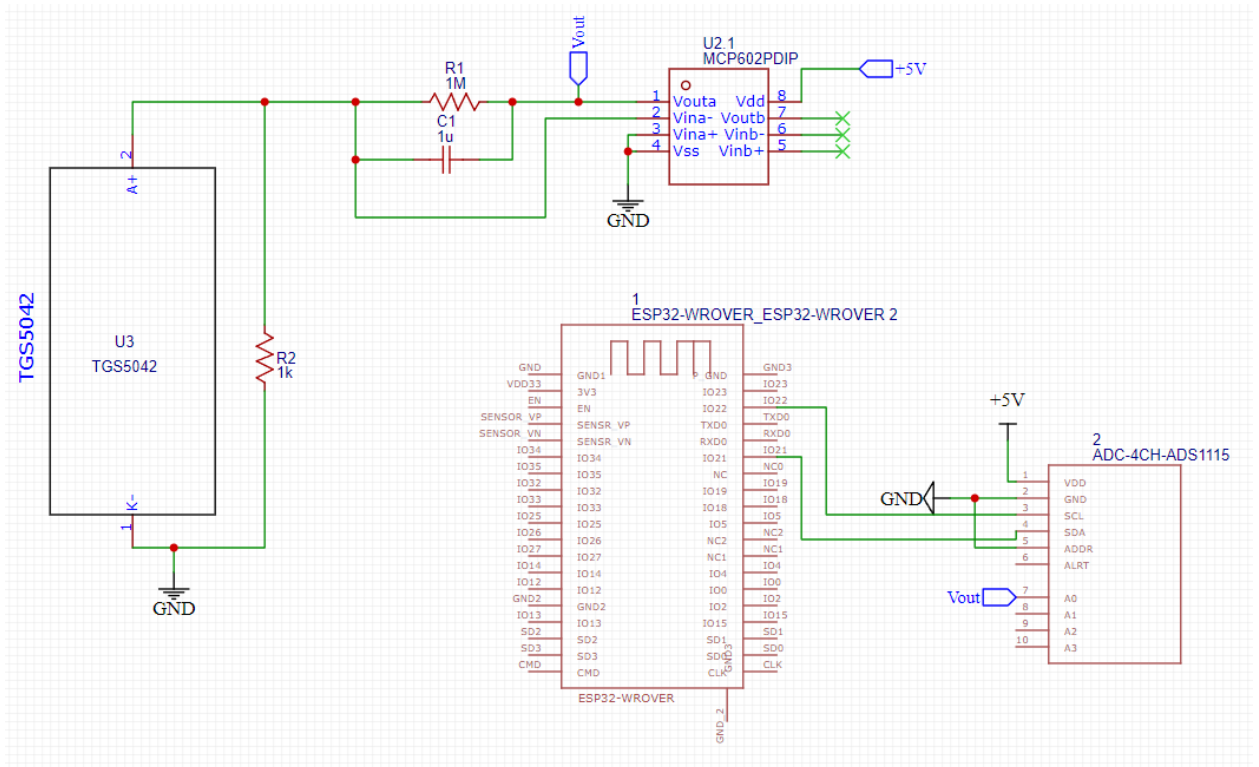 Vout
U2.1
MCP602PDIP
+5V
R1
1M
C1
1u
1 Vouta Vdd 8
2 Vina- Voutb 7
3 Vina+ Vinb- 6
4 Vss Vinb+ 5
GND
2
A+
TGS5042
U3
TGS5042
R2
1k
K-
1
GND
1
ESP32-WROVER_ESP32-WROVER 2
GND GND1 P_GND GND3
VDD33 3V3 IO23 IO23
EN EN IO22 IO22
SENSOR_VP SENSR_VP TXD0 TXD0
SENSOR_VN SENSR_VN RXD0 RXD0
IO34 IO34 IO21 IO21
IO35 IO35 NC NC0
IO32 IO32 IO19 IO19
IO33 IO33 IO18 IO18
IO25 IO25 IO5 IO5
IO26 IO26 NC2 NC2
IO27 IO27 NC1 NC1
IO14 IO14 IO4 IO4
IO12 IO12 IO0 IO0
GND2 GND2 IO2 IO2
IO13 IO13 IO15 IO15
SD2 SD2 SD1 SD1
SD3 SD3 SD0 SD0
CMD CMD CLK CLK
GND3
ESP32-WROVER
GND_2
+5V
2
ADC-4CH-ADS1115
1 VDD
GND 2 GND
3 SCL
4 SDA
5 ADDR
6 ALRT
Vout 7 A0
8 A1
9 A2
10 A3